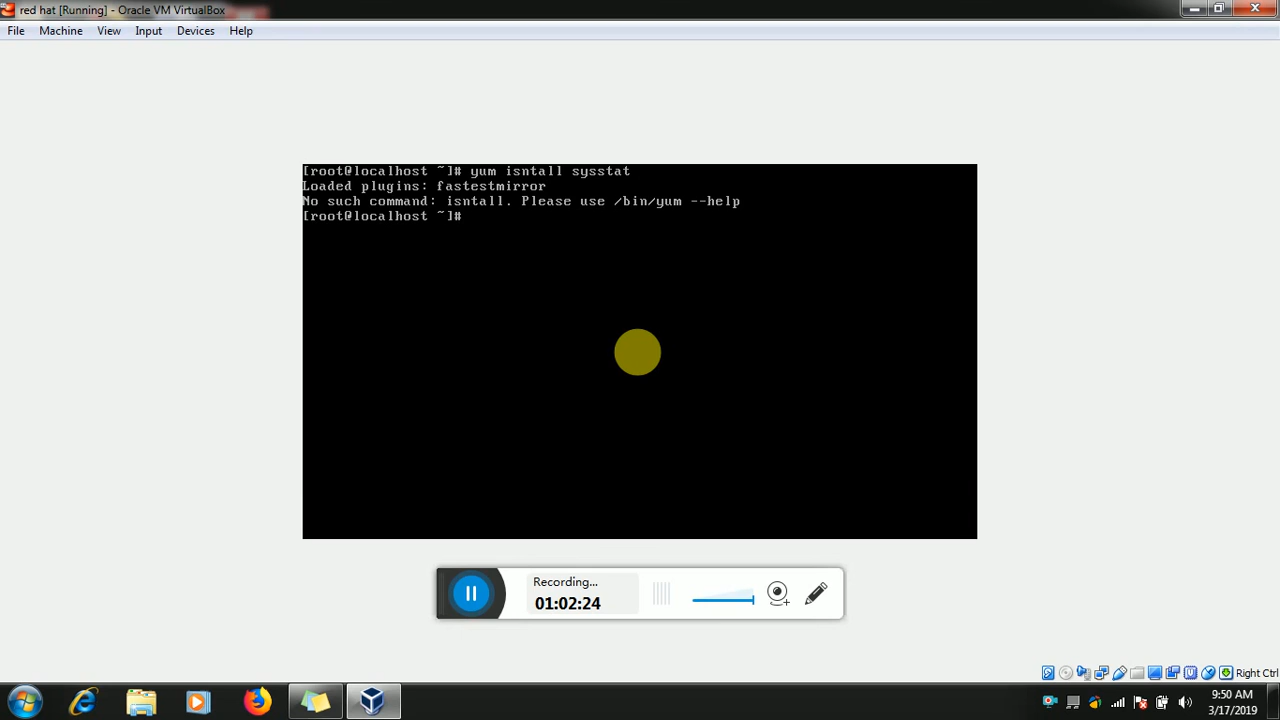 red hat [Running] - Oracle VM VirtualBox
File Machine View Input Devices Help
[root@localhost ~]# yum isntall sysstat
Loaded plugins: fastestmirror
No such command: isntall. Please use /bin/yum --help
[root@localhost ~]#
Recording...
01:02:24
Right Ctrl
9:50 AM
3/17/2019